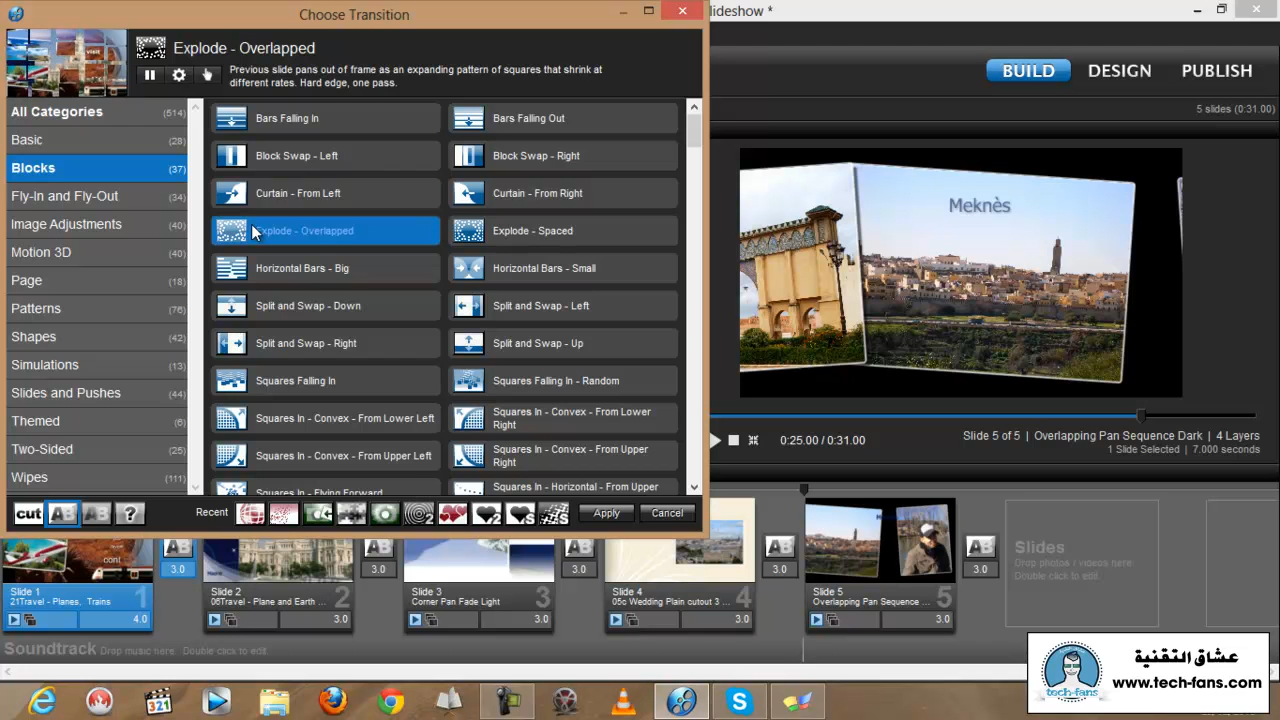 Choose Transition
lideshow *
Explode - Overlapped
Previous slide pans out of frame as an expanding pattern of squares that shrink at
different rates. Hard edge, one pass.
BUILD
DESIGN
PUBLISH
5 slides (0:31.00)
All Categories (514)
Basic (28)
Blocks (37)
Fly-In and Fly-Out (34)
Image Adjustments (40)
Motion 3D (40)
Page (18)
Patterns (76)
Shapes (42)
Simulations (13)
Slides and Pushes (44)
Themed (6)
Two-Sided (25)
Wipes (111)
Bars Falling In
Bars Falling Out
Block Swap - Left
Block Swap - Right
Curtain - From Left
Curtain - From Right
Explode - Overlapped
Explode - Spaced
Horizontal Bars - Big
Horizontal Bars - Small
Split and Swap - Down
Split and Swap - Left
Split and Swap - Right
Split and Swap - Up
Squares Falling In
Squares Falling In - Random
Squares In - Convex - From Lower Left
Squares In - Convex - From Lower
Right
Squares In - Convex - From Upper Left
Squares In - Convex - From Upper
Right
Squares In - Flying Forward
Squares In - Horizontal - From Upper
Meknès
0:25.00 / 0:31.00
Slide 5 of 5 | Overlapping Pan Sequence Dark | 4 Layers
1 Slide Selected | 7.000 seconds
cut
AB
AB
?
Recent
Apply
Cancel
AB
3.0
AB
3.0
AB
3.0
AB
3.0
AB
3.0
Slide 1
21Travel - Planes, Trains
1
4.0
Slide 2
06Travel - Plane and Earth ...
2
3.0
Slide 3
Corner Pan Fade Light
3
3.0
Slide 4
05c Wedding Plain cutout 3 ...
4
3.0
Slide 5
Overlapping Pan Sequence ...
5
3.0
Slides
Drop photos / videos here.
Double click to edit.
Soundtrack Drop music here. Double click to edit.
عشاق التقنية
www.tech-fans.com
tech-fans
321